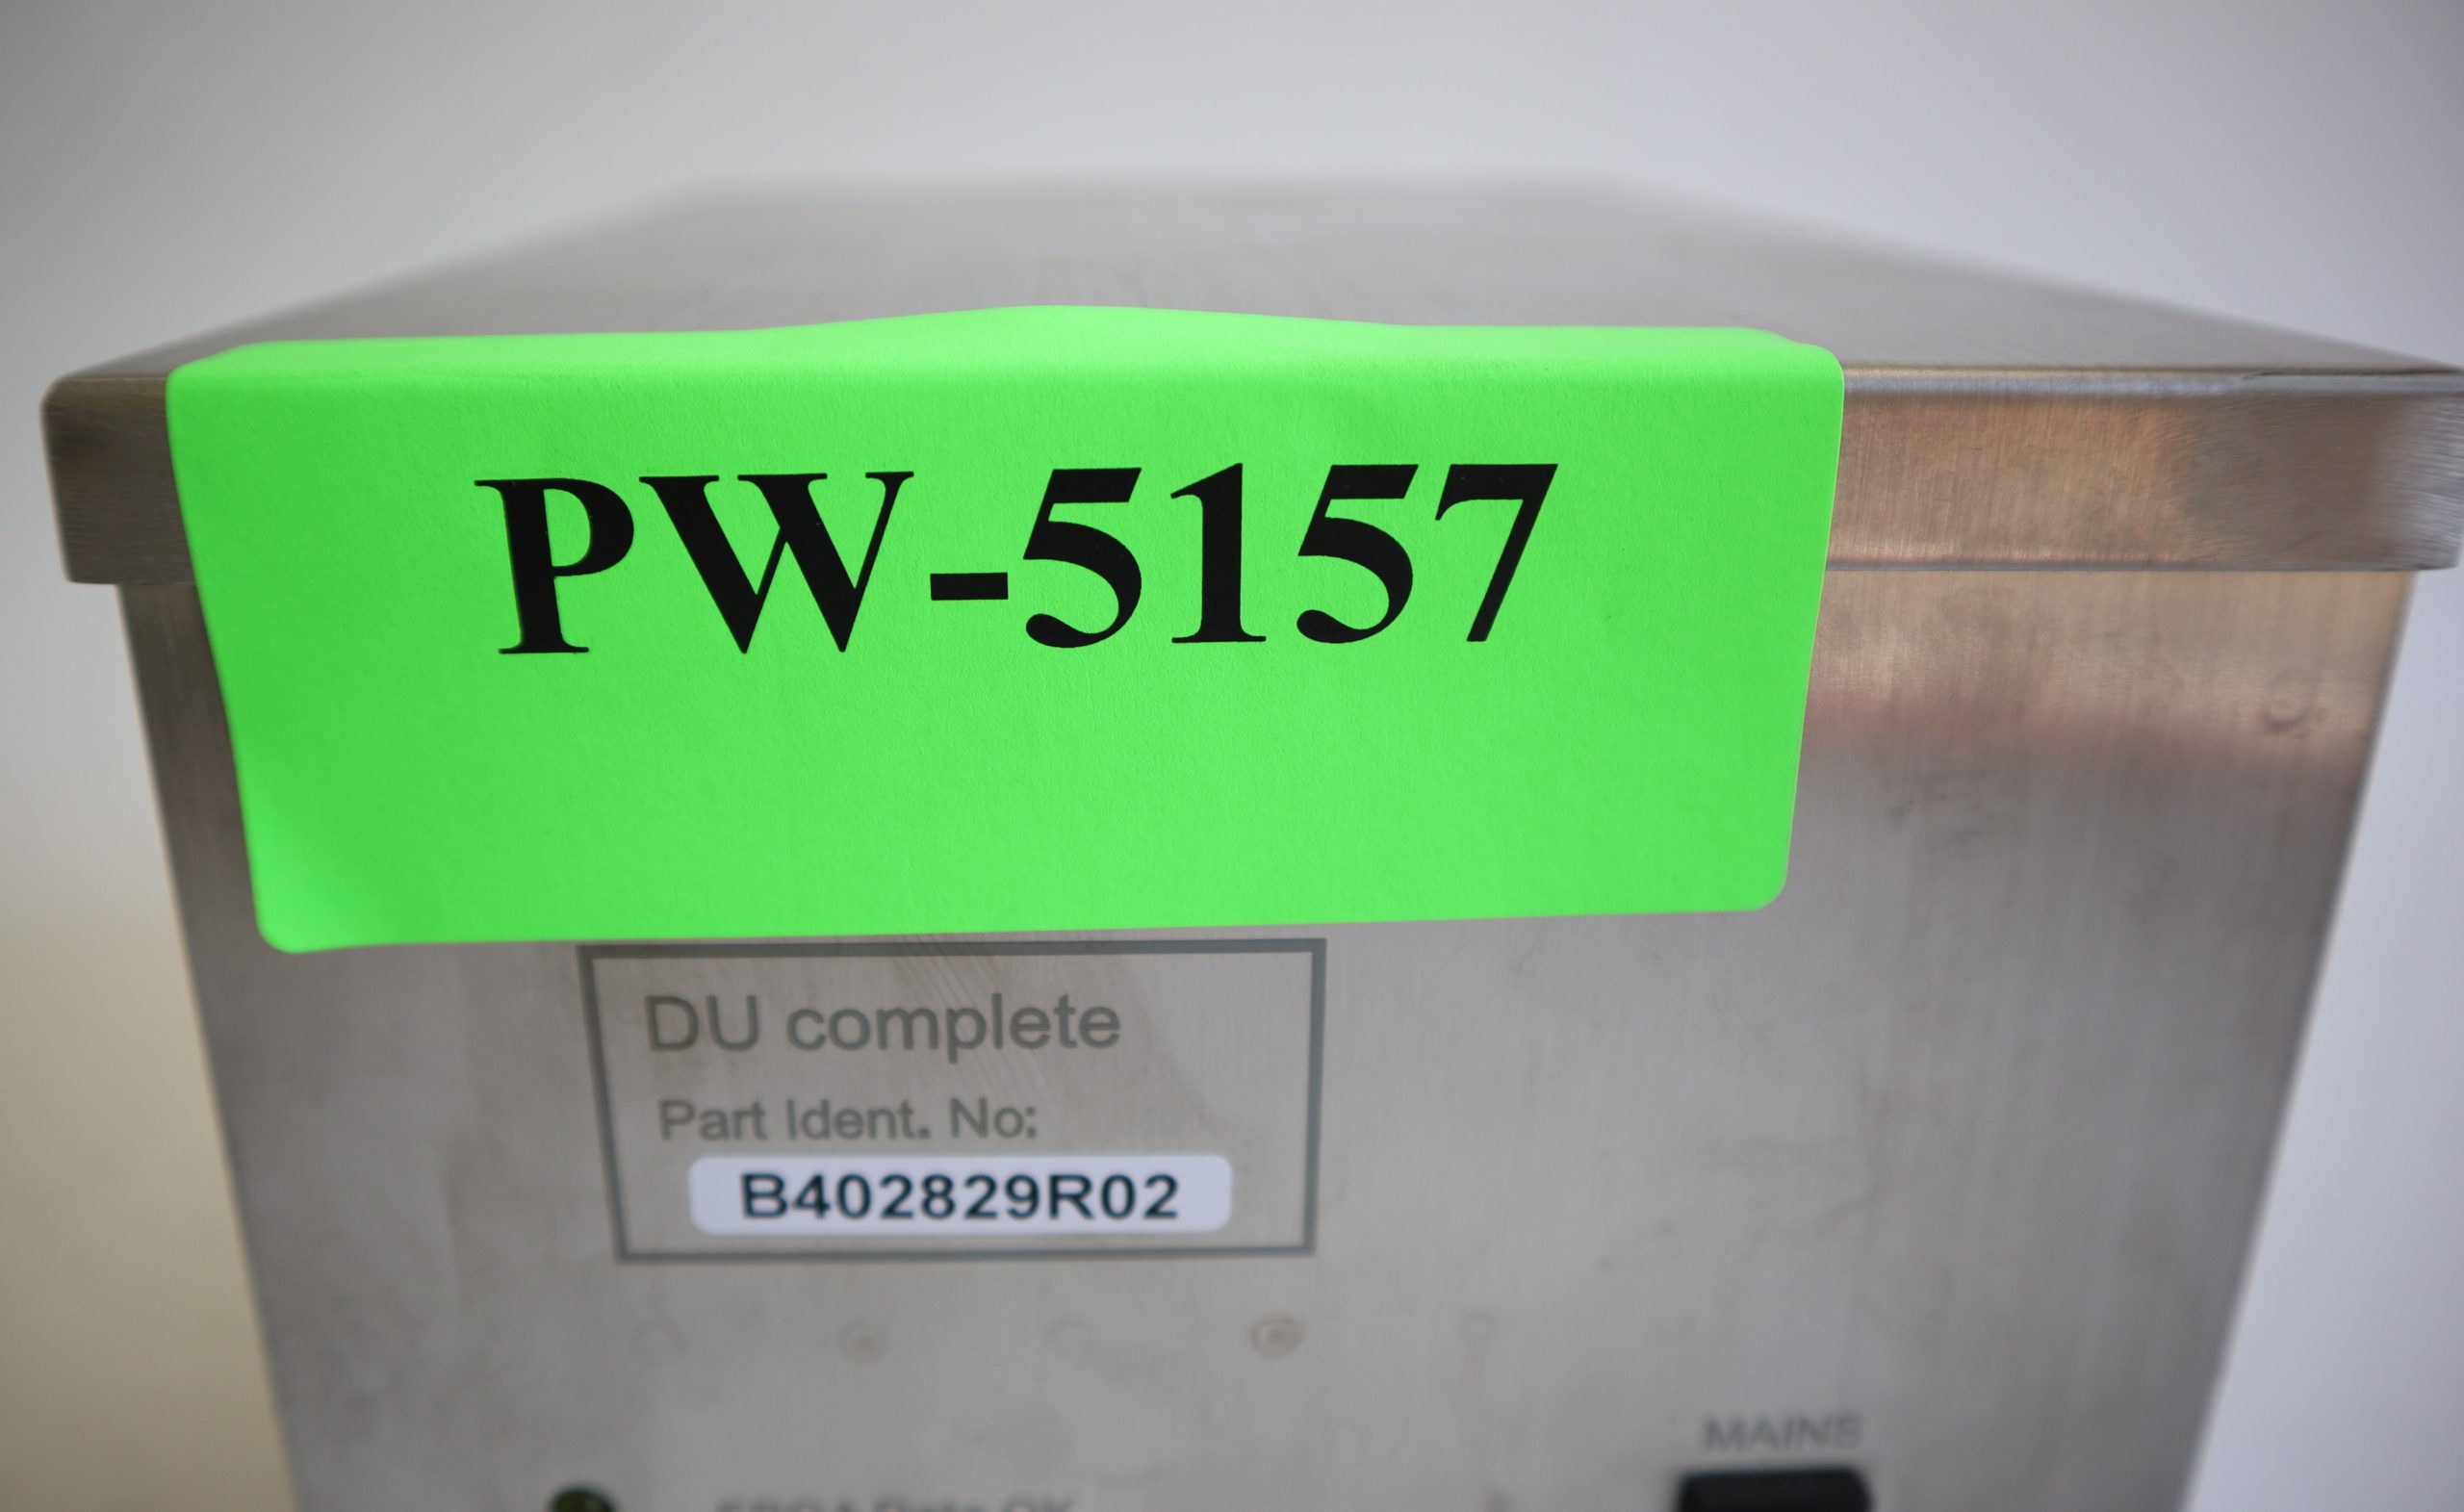 PW-5157
DU complete
Part Ident. No:
B402829R02
MAINS